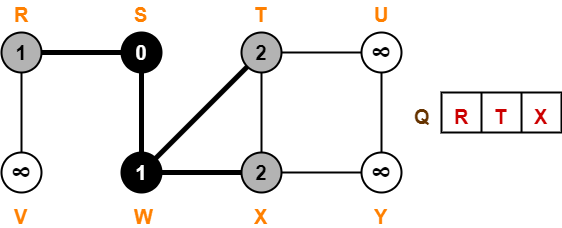 R S T U
1 0 2 ∞
Q R T X
∞ 1 2 ∞
V W X Y